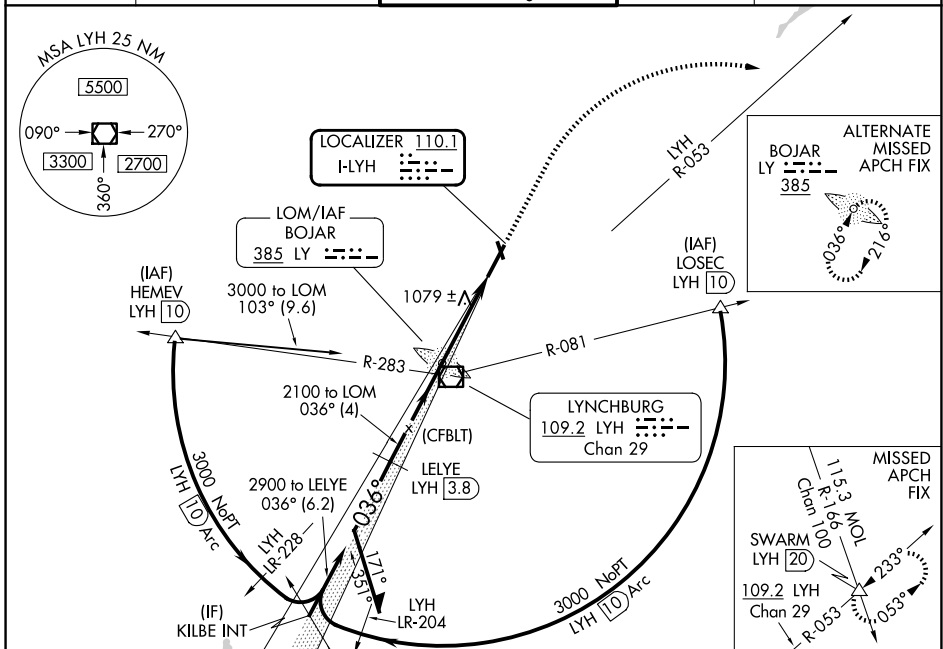 MSA LYH 25 NM
5500
090°
270°
3300
2700
360°
LOCALIZER 110.1
I-LYH
LYH
R-053
ALTERNATE
MISSED
APCH FIX
BOJAR
LY
385
036°
216°
LOM/IAF
BOJAR
385 LY
(IAF)
HEMEV
LYH 10
3000 to LOM
103° (9.6)
1079 ±
(IAF)
LOSEC
LYH 10
R-283
R-081
2100 to LOM
036° (4)
(CFBLT)
LELYE
LYH 3.8
LYNCHBURG
109.2 LYH
Chan 29
2900 to LELYE
036° (6.2)
036°
3000 NoPT
LYH 10 Arc
LYH
LR-228
171°
351°
LYH
LR-204
3000 NoPT
LYH 10 Arc
(IF)
KILBE INT
MISSED
APCH
FIX
115.3 MOL
R-166
Chan 100
SWARM
LYH 20
109.2 LYH
Chan 29
233°
053°
R-053